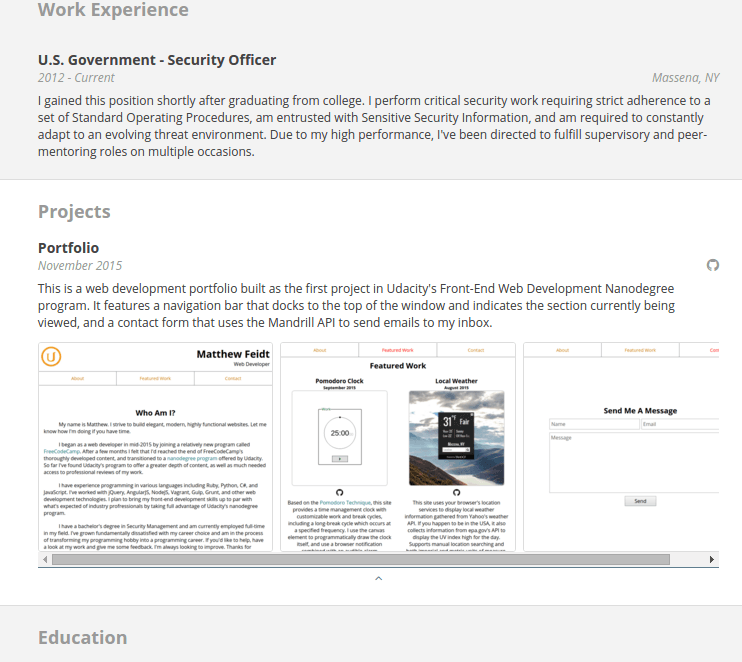 Work Experience
U.S. Government - Security Officer
2012 - Current
Massena, NY
I gained this position shortly after graduating from college. I perform critical security work requiring strict adherence to a
set of Standard Operating Procedures, am entrusted with Sensitive Security Information, and am required to constantly
adapt to an evolving threat environment. Due to my high performance, I've been directed to fulfill supervisory and peer-
mentoring roles on multiple occasions.
Projects
Portfolio
November 2015
This is a web development portfolio built as the first project in Udacity's Front-End Web Development Nanodegree
program. It features a navigation bar that docks to the top of the window and indicates the section currently being
viewed, and a contact form that uses the Mandrill API to send emails to my inbox.
U
Matthew Feidt
Web Developer
About Featured Work Contact
Who Am I?
My name is Matthew. I strive to build elegant, modern, highly functional websites. Let me
know how I'm doing if you have time.
I began as a web developer in mid-2015 by joining a relatively new program called
FreeCodeCamp. After a few months I felt that I'd reached the end of FreeCodeCamp's
thoroughly developed content, and transitioned to a nanodegree program offered by Udacity.
So far I've found Udacity's program to offer a greater depth of content, as well as much needed
access to professional reviews of my work.
I have experience programming in various languages including Ruby, Python, C#, and
JavaScript. I've worked with jQuery, AngularJS, NodeJS, Vagrant, Gulp, Grunt, and other web
development technologies. I plan to bring my front-end development skills up to par with
what's expected of industry professionals by taking full advantage of Udacity's nanodegree
program.
I have a bachelor's degree in Security Management and am currently employed full-time
in my field. I've grown fundamentally dissatisfied with my career choice and am in the process
of transforming my programming hobby into a programming career. If you'd like to help, have
a look at my work and give me some feedback. I'm always looking to improve. Thanks for
About Featured Work Contact
Featured Work
Pomodoro Clock
September 2015
25:00
Based on the Pomodoro Technique, this site
provides a time management clock with
customizable work and break cycles,
including a long-cycle break which occurs at
a specified frequency. I use the canvas
element to programmatically draw the clock
itself, and use a browser notification
combined with an audible alarm
Local Weather
August 2015
31° Fair
Massena, NY
This site uses your browser's location
services to display local weather
information gathered from Yahoo's weather
API. If you happen to be in the USA, it also
collects information from epa.gov's API to
display the UV index high for the day.
Supports manual location searching and
both imperial and metric units of measure
About Featured Work Cont
Send Me A Message
Name Email
Message
Send
Education